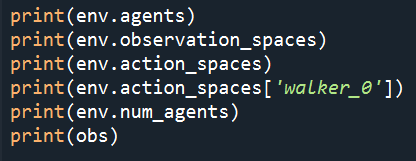 print(env.agents)
print(env.observation_spaces)
print(env.action_spaces)
print(env.action_spaces['walker_0'])
print(env.num_agents)
print(obs)